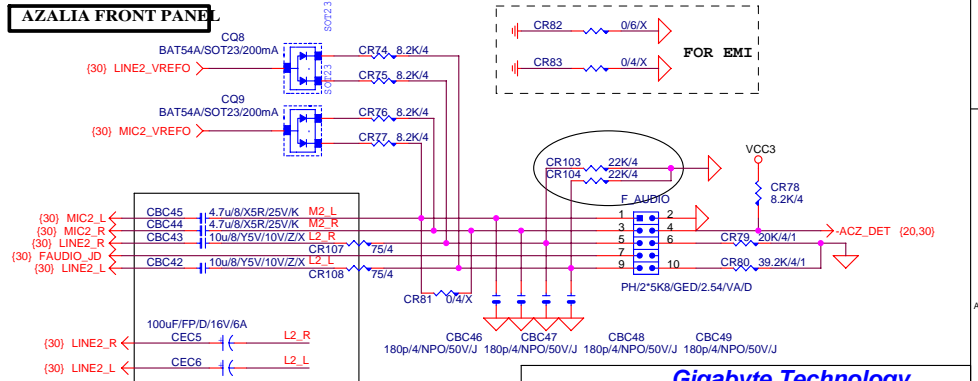 AZALIA FRONT PANEL
CQ8
BAT54A/SOT23/200mA
SOT23
SOT23
{30} LINE2_VREFO
CR74 8.2K/4
CR75 8.2K/4
CQ9
BAT54A/SOT23/200mA
{30} MIC2_VREFO
CR76 8.2K/4
CR77 8.2K/4
CR82 0/6/X
CR83 0/4/X
FOR EMI
CR103 22K/4
CR104 22K/4
VCC3
CR78
8.2K/4
F_AUDIO
{30} MIC2_L CBC45 4.7u/8/X5R/25V/K M2_L 1 2
{30} MIC2_R CBC44 4.7u/8/X5R/25V/K M2_R 3 4 -ACZ_DET {20,30}
{30} LINE2_R CBC43 10u/8/Y5V/10V/Z/X L2_R CR107 75/4 5 6 CR79 20K/4/1
{30} FAUDIO_JD 7
{30} LINE2_L CBC42 10u/8/Y5V/10V/Z/X L2_L CR108 75/4 9 10 CR80 39.2K/4/1
PH/2*5K8/GED/2.54/VA/D
CR81 0/4/X
CBC46 CBC47 CBC48 CBC49
180p/4/NPO/50V/J 180p/4/NPO/50V/J 180p/4/NPO/50V/J 180p/4/NPO/50V/J
100uF/FP/D/16V/6A
{30} LINE2_R CEC5 L2_R
{30} LINE2_L CEC6 L2_L
A
Gigabyte Technology